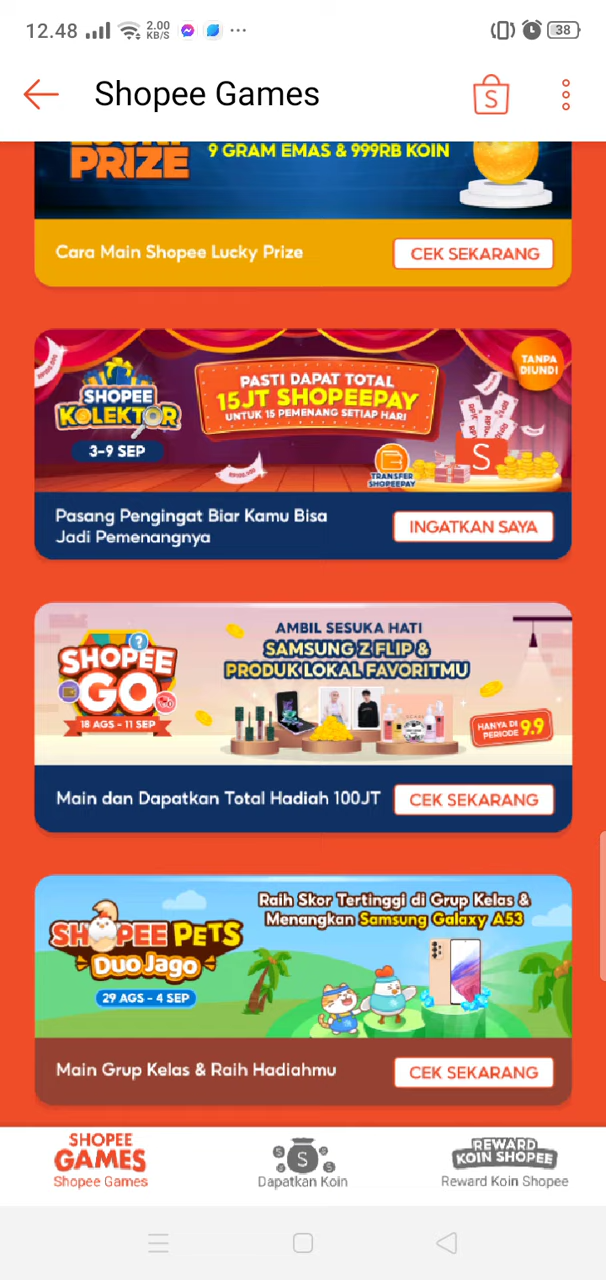 12.48
2.00
KB/S
38
Shopee Games
S
PRIZE
9 GRAM EMAS & 999RB KOIN
Cara Main Shopee Lucky Prize
CEK SEKARANG
SHOPEE
KOLEKTOR
3-9 SEP
PASTI DAPAT TOTAL
15JT SHOPEEPAY
UNTUK 15 PEMENANG SETIAP HARI
TANPA
DIUNDI
S
TRANSFER
SHOPEEPAY
Pasang Pengingat Biar Kamu Bisa
Jadi Pemenangnya
INGATKAN SAYA
SHOPEE
GO
18 AGS - 11 SEP
AMBIL SESUKA HATI
SAMSUNG Z FLIP &
PRODUK LOKAL FAVORITMU
HANYA DI
PERIODE 9.9
Main dan Dapatkan Total Hadiah 100JT
CEK SEKARANG
SHOPEE PETS
Duo Jago
29 AGS - 4 SEP
Raih Skor Tertinggi di Grup Kelas &
Menangkan Samsung Galaxy A53
Main Grup Kelas & Raih Hadiahmu
CEK SEKARANG
SHOPEE
GAMES
Shopee Games
S
Dapatkan Koin
REWARD
KOIN SHOPEE
Reward Koin Shopee